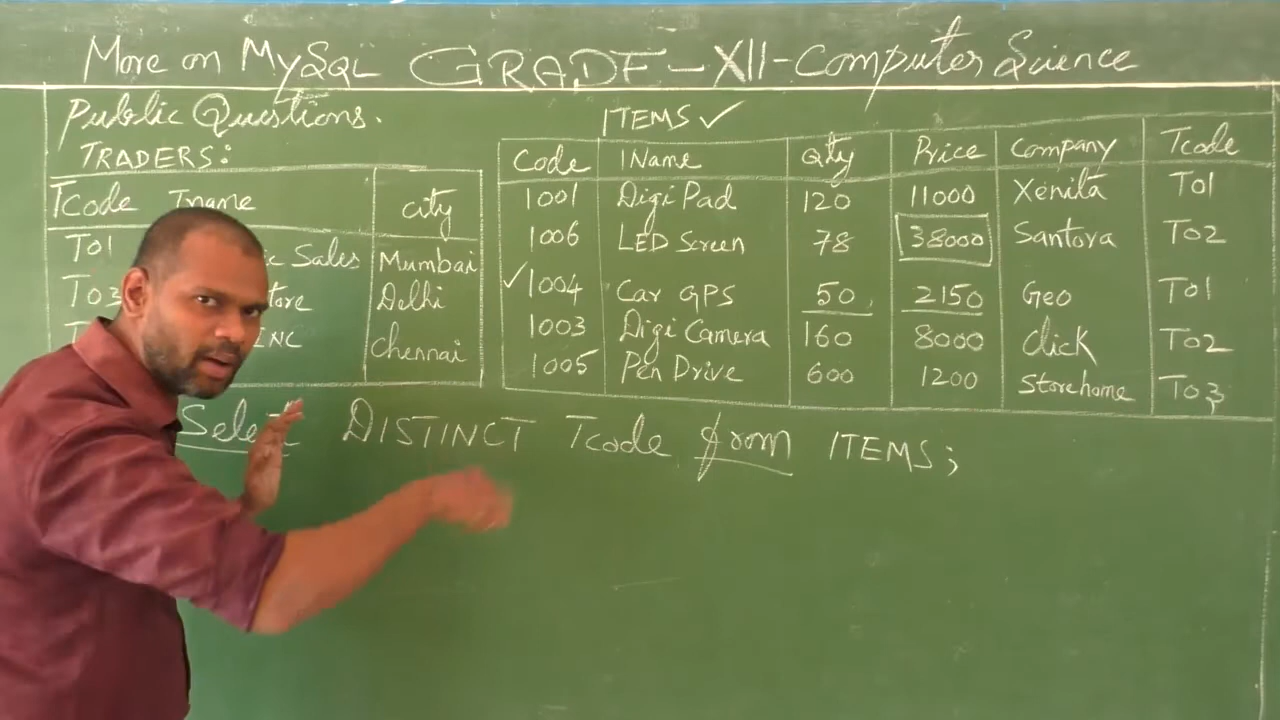 More on MySQL GRADE-XII-Computer Science
Public Questions.
TRADERS:
Tcode Tname city
T01 Sales Mumbai
T03 tore Delhi
INC Chennai
ITEMS ✓
Code IName Qty Price Company Tcode
1001 Digi Pad 120 11000 Xenita T01
1006 LED Screen 78 38000 Santora T02
✓1004 Car GPS 50 2150 Geo T01
1003 Digi Camera 160 8000 Click T02
1005 Pen Drive 600 1200 Storehome T03
Select DISTINCT Tcode from ITEMS;